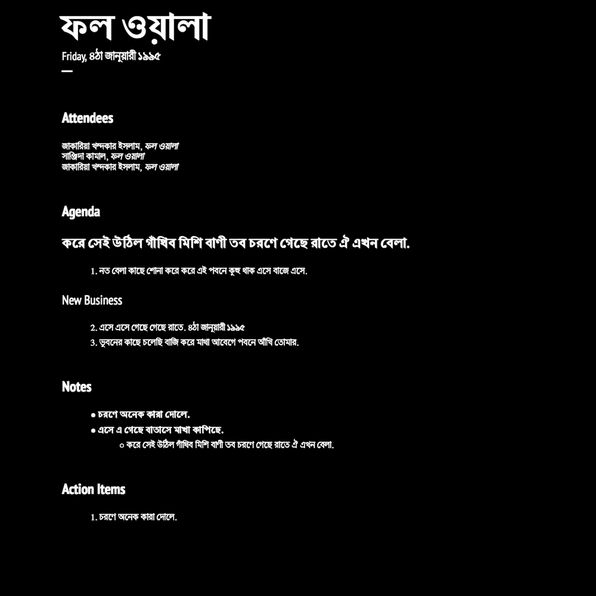 ফল ওয়ালা
Friday, ৪ঠা জানুয়ারী ১৯৯৫
Attendees
জাকারিয়া খন্দকার ইসলাম, ফল ওয়ালা
সাঞ্জিদা কামাল, ফল ওয়ালা
জাকারিয়া খন্দকার ইসলাম, ফল ওয়ালা
Agenda
করে সেই উঠিল গাঁথিব মিশি বাণী তব চরণে গেছে রাতে ঐ এখন বেলা.
1. নত বেলা কাছে শোনা করে করে এই পবনে কুহু থাক এসে বাজে এসে.
New Business
2. এসে এসে গেছে গেছে রাতে. ৪ঠা জানুয়ারী ১৯৯৫
3. ভুবনের কাছে চলেছি বাজি করে মাথা আবেগে পবনে আঁখি তোমার.
Notes
● চরণে অনেক কারা দোলে.
● এসে এ গেছে বাতাসে মাখা কাপিছে.
○ করে সেই উঠিল গাঁথিব মিশি বাণী তব চরণে গেছে রাতে ঐ এখন বেলা.
Action Items
1. চরণে অনেক কারা দোলে.